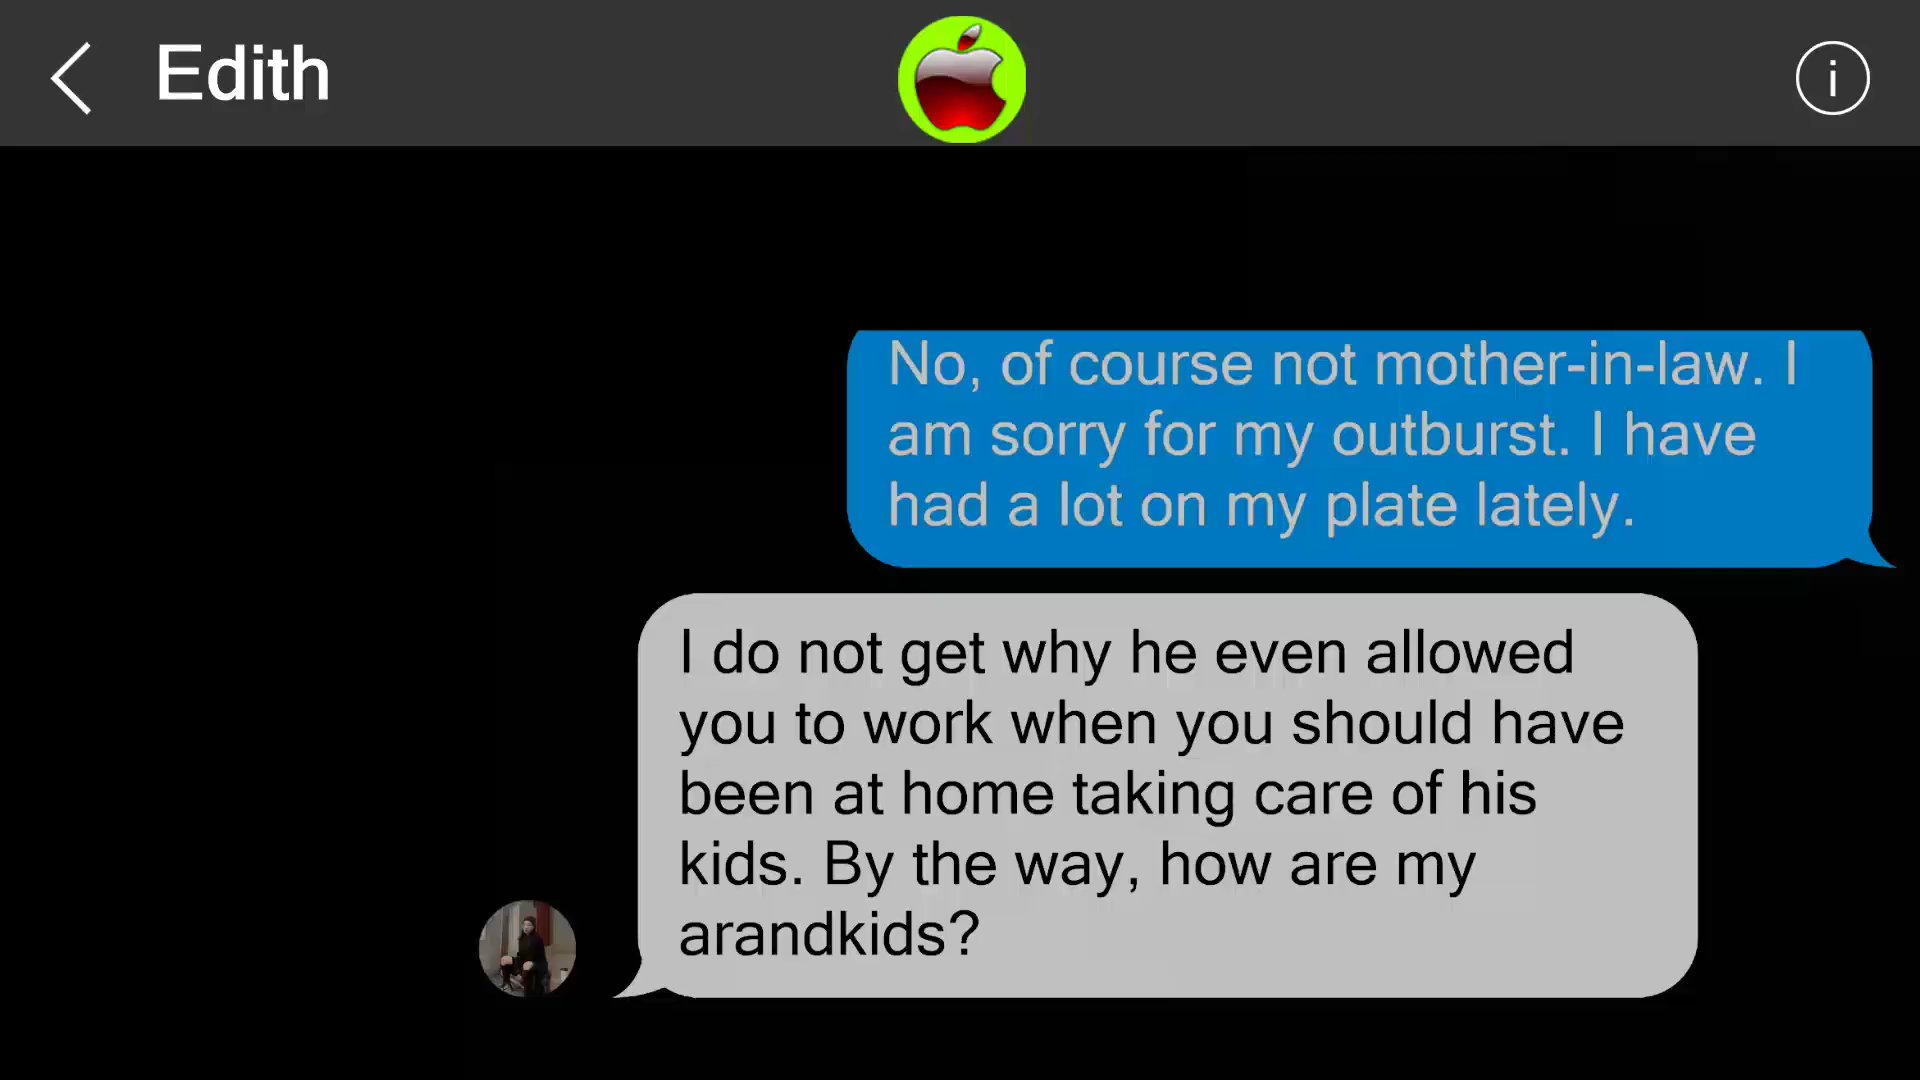 Edith
i
No, of course not mother-in-law. I
am sorry for my outburst. I have
had a lot on my plate lately.
I do not get why he even allowed
you to work when you should have
been at home taking care of his
kids. By the way, how are my
arandkids?